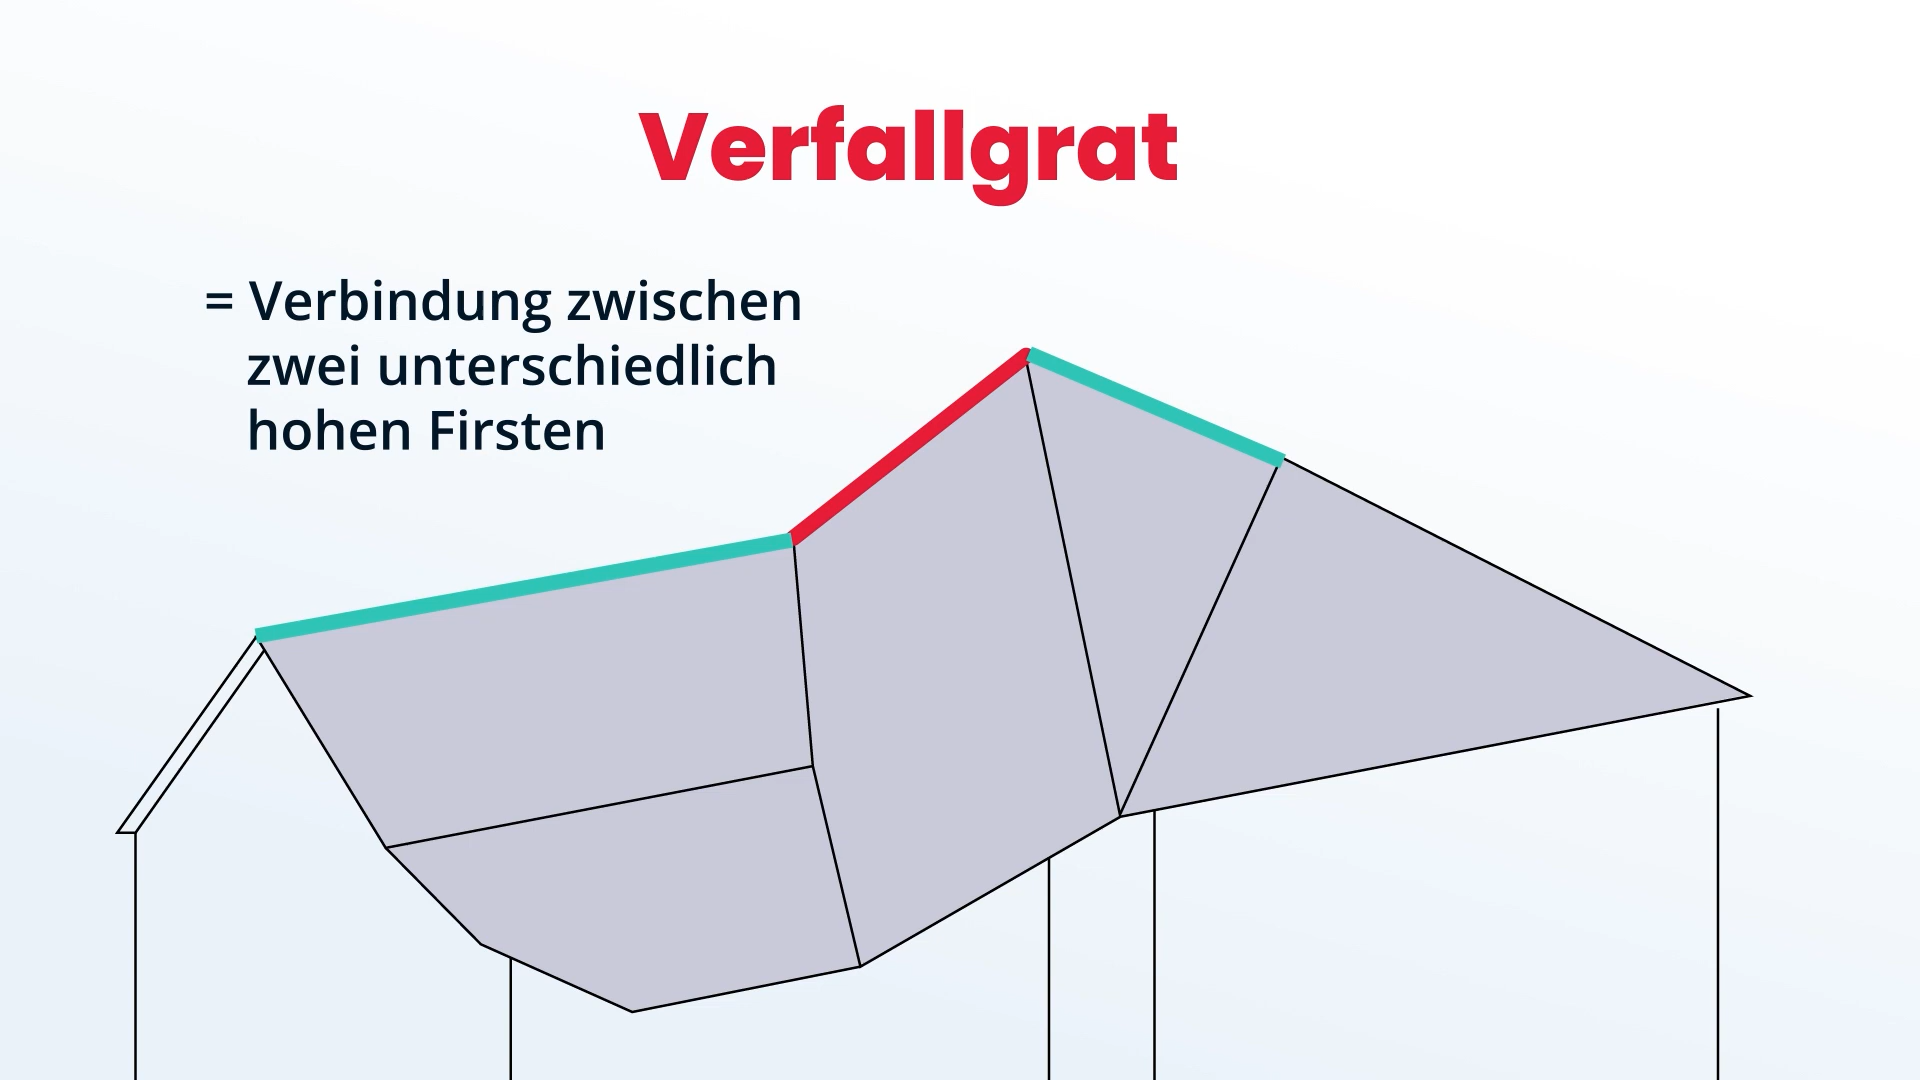 Verfallgrat
= Verbindung zwischen
zwei unterschiedlich
hohen Firsten